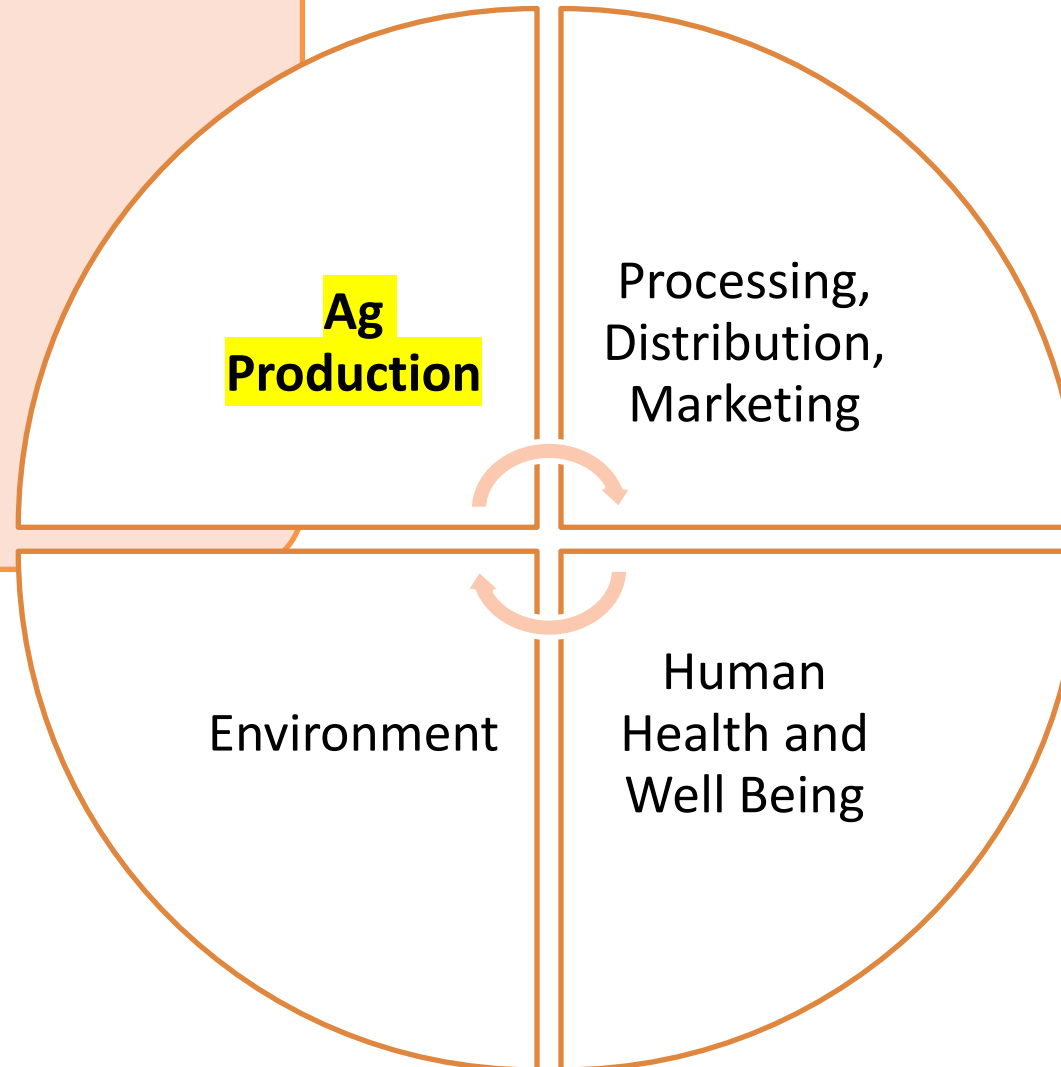 Ag
Production
Processing,
Distribution,
Marketing
Environment
Human
Health and
Well Being